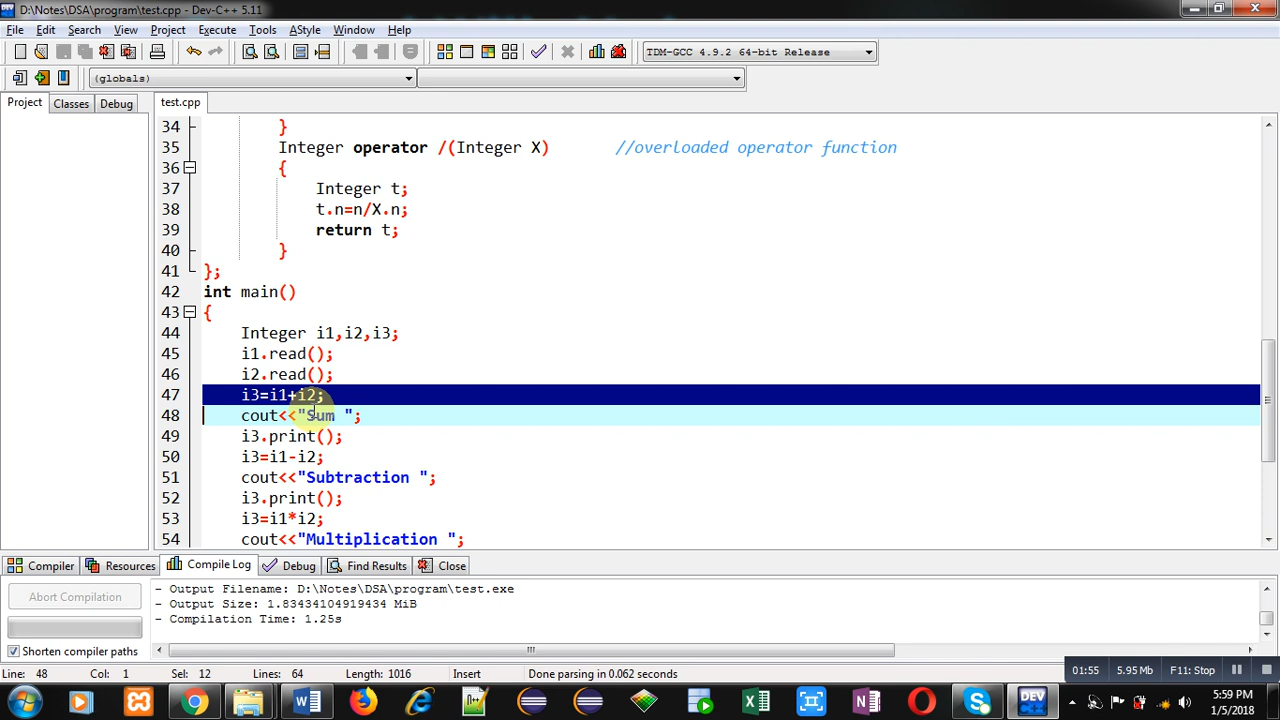 D:\Notes\DSA\program\test.cpp - Dev-C++ 5.11
File Edit Search View Project Execute Tools AStyle Window Help
TDM-GCC 4.9.2 64-bit Release
(globals)
Project Classes Debug test.cpp
34 }
35 Integer operator /(Integer X) //overloaded operator function
36 {
37 Integer t;
38 t.n=n/X.n;
39 return t;
40 }
41 };
42 int main()
43 {
44 Integer i1,i2,i3;
45 i1.read();
46 i2.read();
47 i3=i1+i2;
48 cout<<"Sum ";
49 i3.print();
50 i3=i1-i2;
51 cout<<"Subtraction ";
52 i3.print();
53 i3=i1*i2;
54 cout<<"Multiplication ";
Compiler Resources Compile Log Debug Find Results Close
Abort Compilation
- Output Filename: D:\Notes\DSA\program\test.exe
- Output Size: 1.83434104919434 MiB
- Compilation Time: 1.25s
Shorten compiler paths
Line: 48 Col: 1 Sel: 12 Lines: 64 Length: 1016 Insert Done parsing in 0.062 seconds
01:55 5.95 Mb F11: Stop
DEV
5:59 PM
1/5/2018